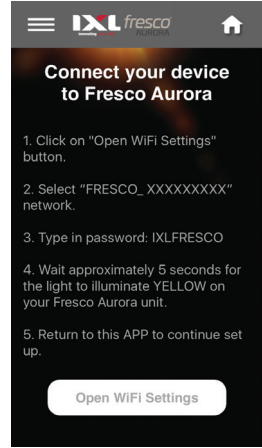 IXL fresco
AURORA
Connect your device
to Fresco Aurora
1. Click on "Open WiFi Settings"
button.
2. Select “FRESCO_ XXXXXXXXX”
network.
3. Type in password: IXLFRESCO
4. Wait approximately 5 seconds for
the light to illuminate YELLOW on
your Fresco Aurora unit.
5. Return to this APP to continue set
up.
Open WiFi Settings